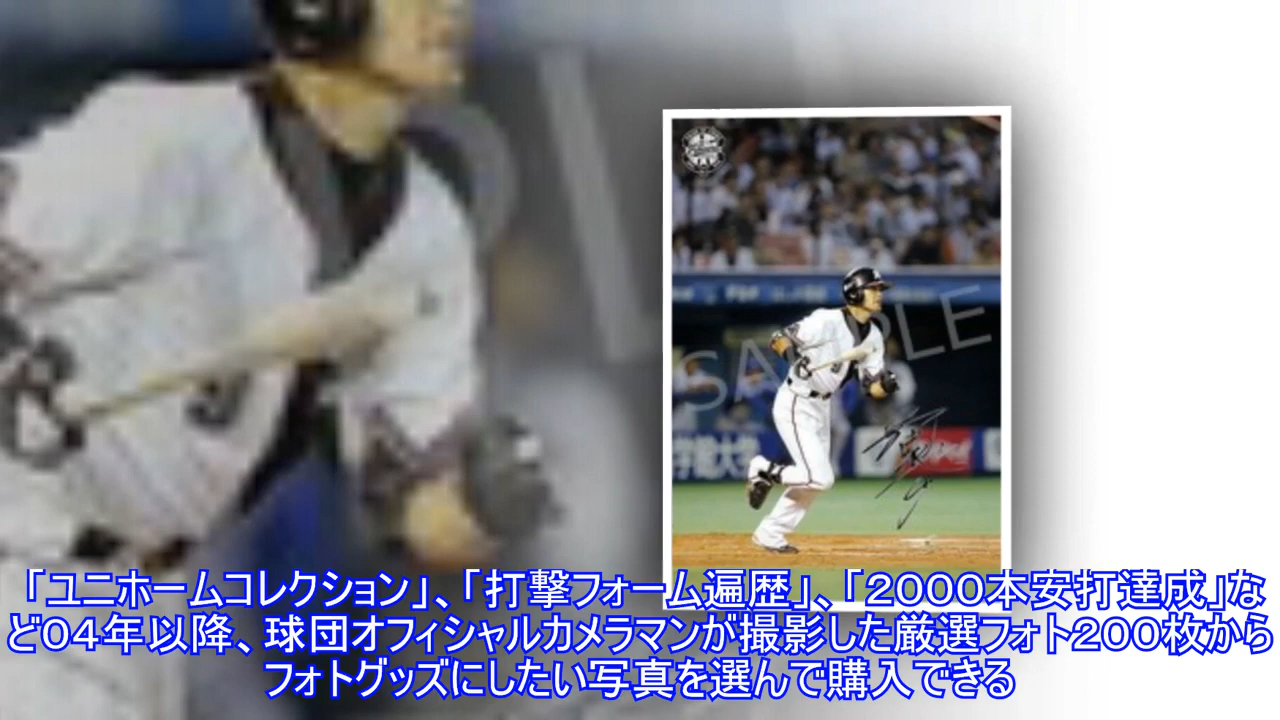 SAMPLE
学館大学
「ユニホームコレクション」、「打撃フォーム遍歴」、「2000本安打達成」な
ど04年以降、球団オフィシャルカメラマンが撮影した厳選フォト200枚から
フォトグッズにしたい写真を選んで購入できる